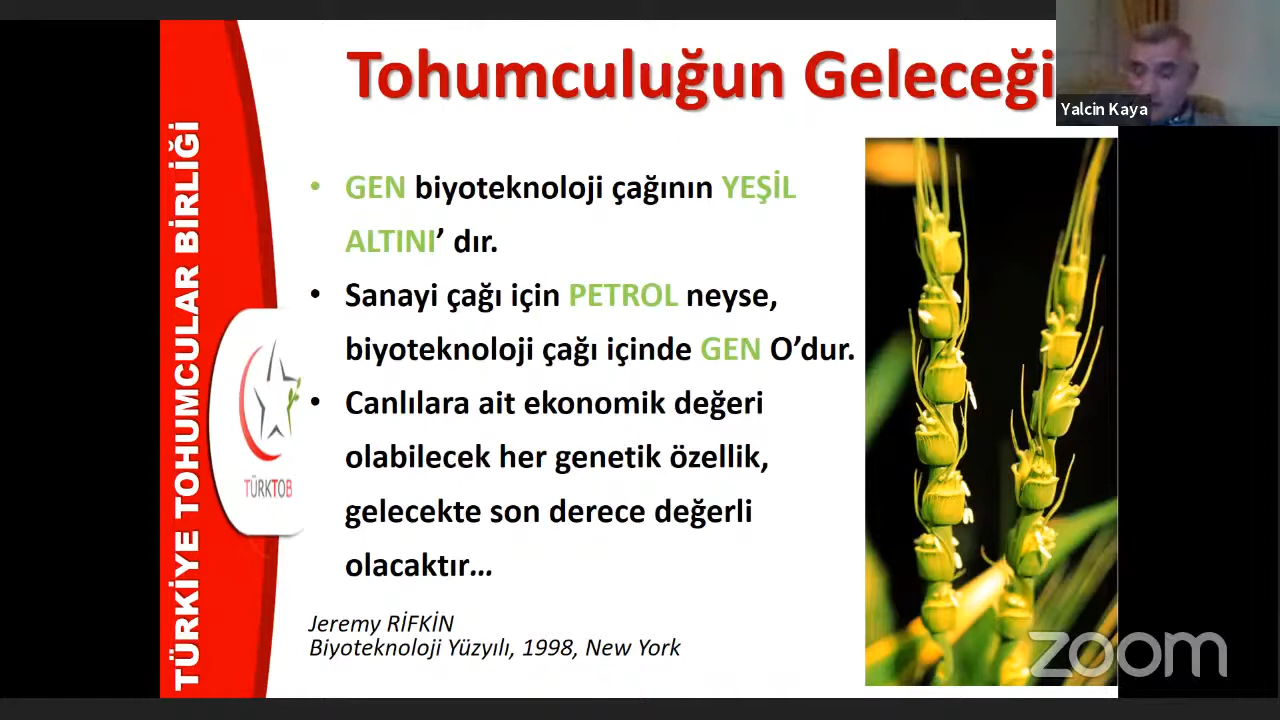 Tohumculuğun Geleceği
Yalcin Kaya
TÜRKİYE TOHUMCULAR BİRLİĞİ
TÜRKTOB
• GEN biyoteknoloji çağının YEŞİL
ALTINI’ dır.
• Sanayi çağı için PETROL neyse,
biyoteknoloji çağı içinde GEN O’dur.
• Canlılara ait ekonomik değeri
olabilecek her genetik özellik,
gelecekte son derece değerli
olacaktır…
Jeremy RİFKİN
Biyoteknoloji Yüzyılı, 1998, New York
zoom